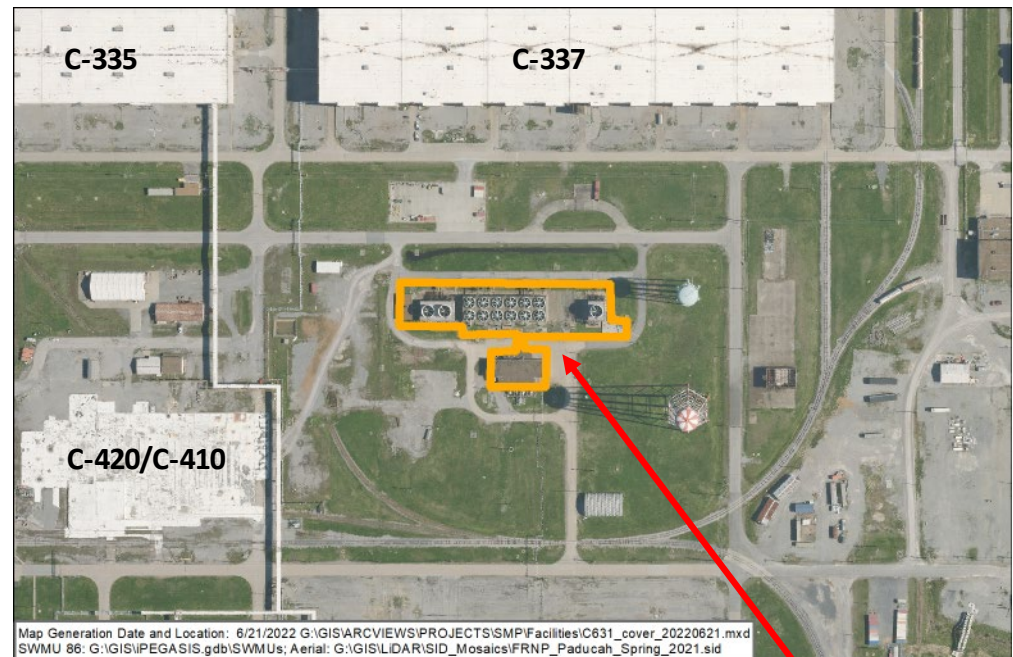 C-335
C-337
C-420/C-410
Map Generation Date and Location: 6/21/2022 G:\GIS\ARCVIEWS\PROJECTS\SMP\Facilities\C631_cover_20220621.mxd
SWMU 86: G:\GIS\iPEGASIS.gdb\SWMUs; Aerial: G:\GIS\LiDAR\SID_Mosaics\FRNP_Paducah_Spring_2021.sid